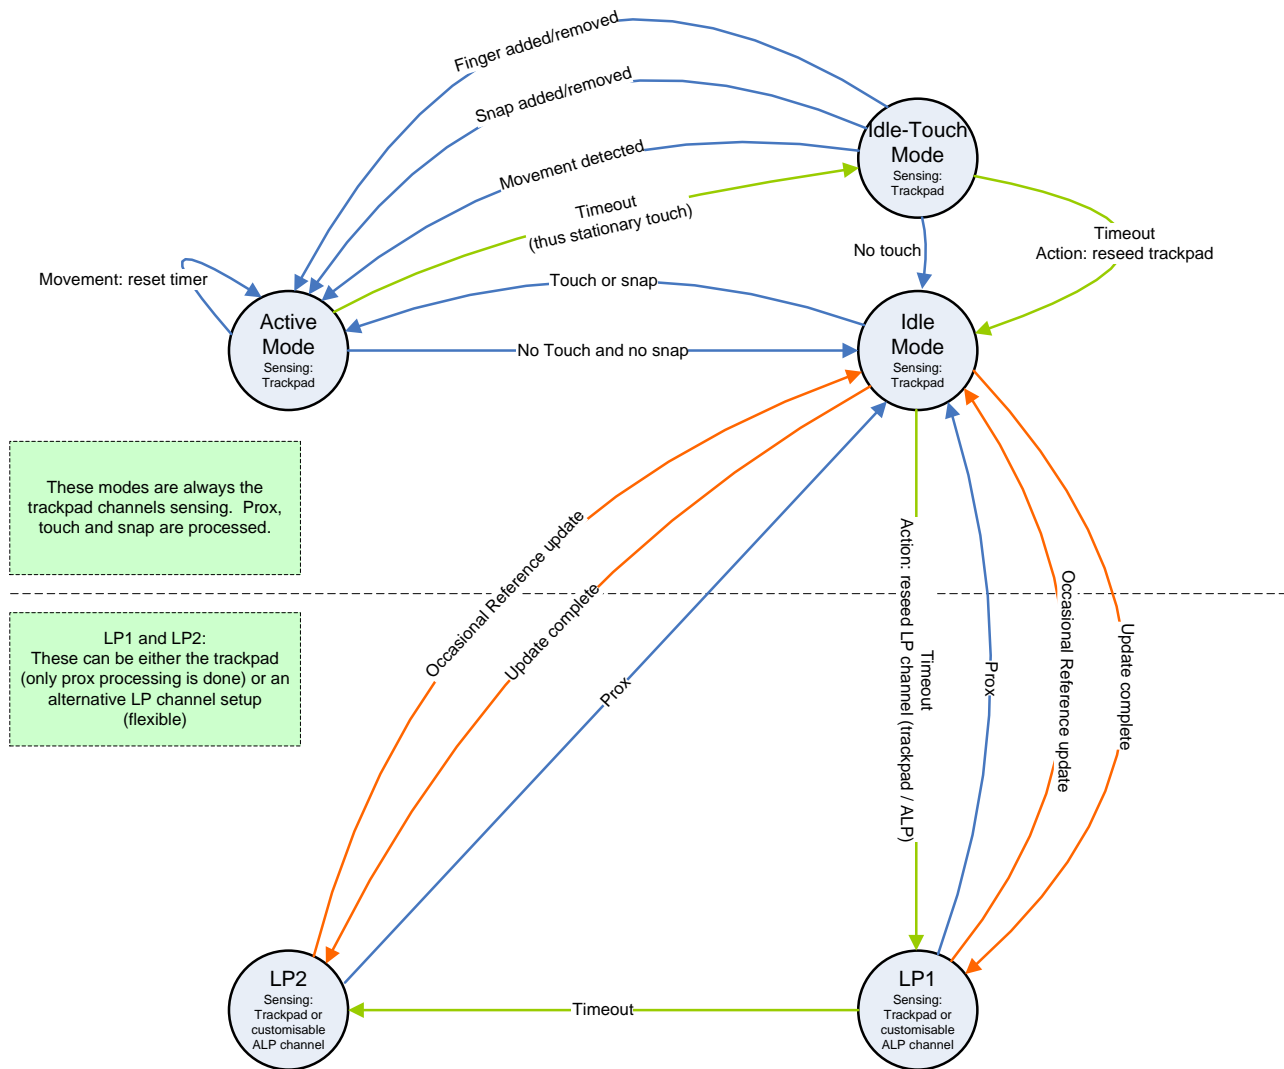 Finger added/removed
Snap added/removed
Movement detected
Timeout
(thus stationary touch)
Idle-Touch
Mode
Sensing:
Trackpad
No touch
Timeout
Action: reseed trackpad
Movement: reset timer
Touch or snap
Active
Mode
Sensing:
Trackpad
No Touch and no snap
Idle
Mode
Sensing:
Trackpad
These modes are always the
trackpad channels sensing.  Prox,
touch and snap are processed.
LP1 and LP2:
These can be either the trackpad
(only prox processing is done) or an
alternative LP channel setup
(flexible)
Occasional Reference update
Update complete
Prox
Timeout
Action: reseed LP channel (trackpad / ALP)
Prox
Occasional Reference update
Update complete
LP2
Sensing:
Trackpad or
customisable
ALP channel
Timeout
LP1
Sensing:
Trackpad or
customisable
ALP channel